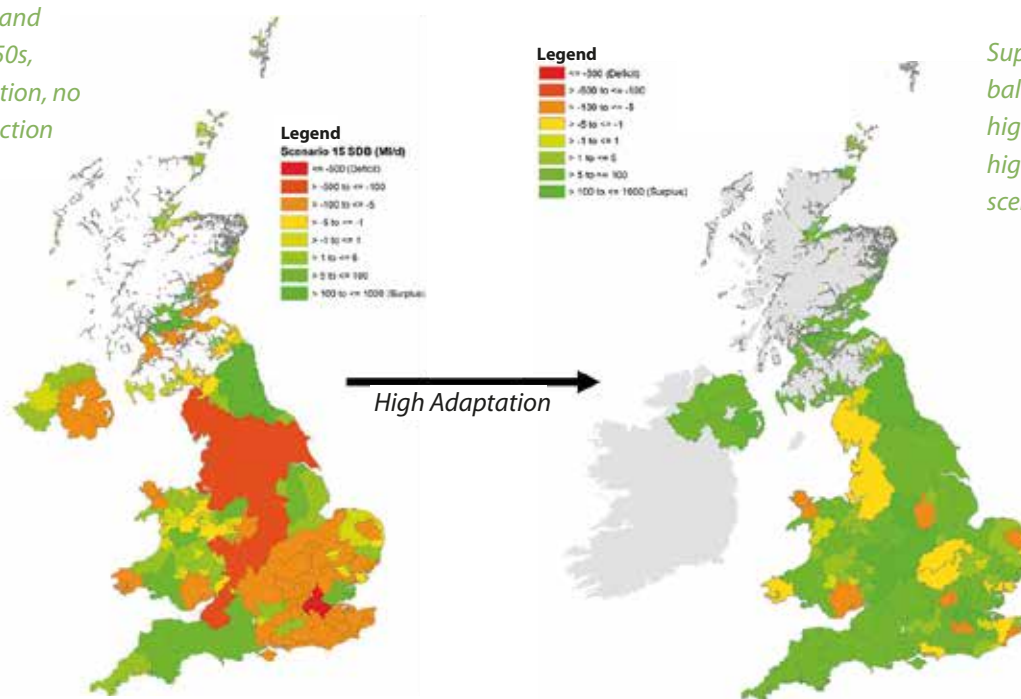 and
50s,
tion, no
ction
Legend
Scenario 15 SDB (Ml/d)
<= -500 (Deficit)
> -500 to <= -100
> -100 to <= -5
> -5 to <= -1
> -1 to <= 1
> 1 to <= 5
> 5 to <= 100
> 100 to <= 1000 (Surplus)
High Adaptation
Legend
<= -500 (Deficit)
> -500 to <= -100
> -100 to <= -5
> -5 to <= -1
> -1 to <= 1
> 1 to <= 5
> 5 to <= 100
> 100 to <= 1000 (Surplus)
Sup
bal
hig
hig
sce